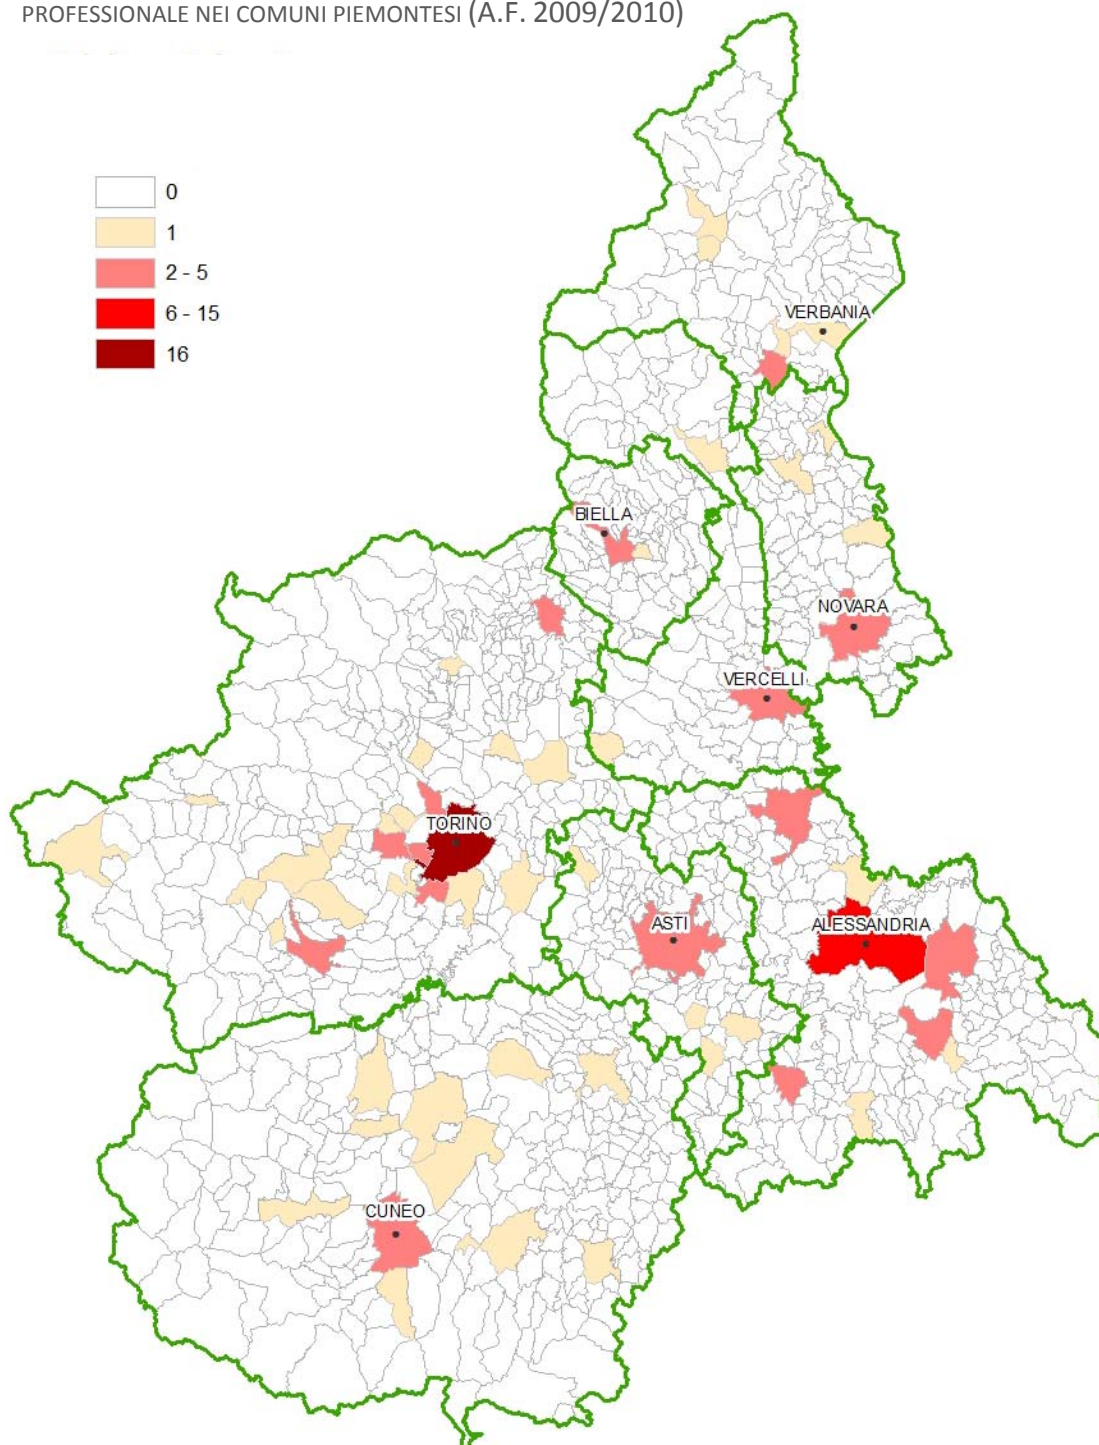 PROFESSIONALE NEI COMUNI PIEMONTESI (A.F. 2009/2010)
0
1
2 - 5
6 - 15
16
VERBANIA
BIELLA
NOVARA
VERCELLI
TORINO
ASTI
ALESSANDRIA
CUNEO